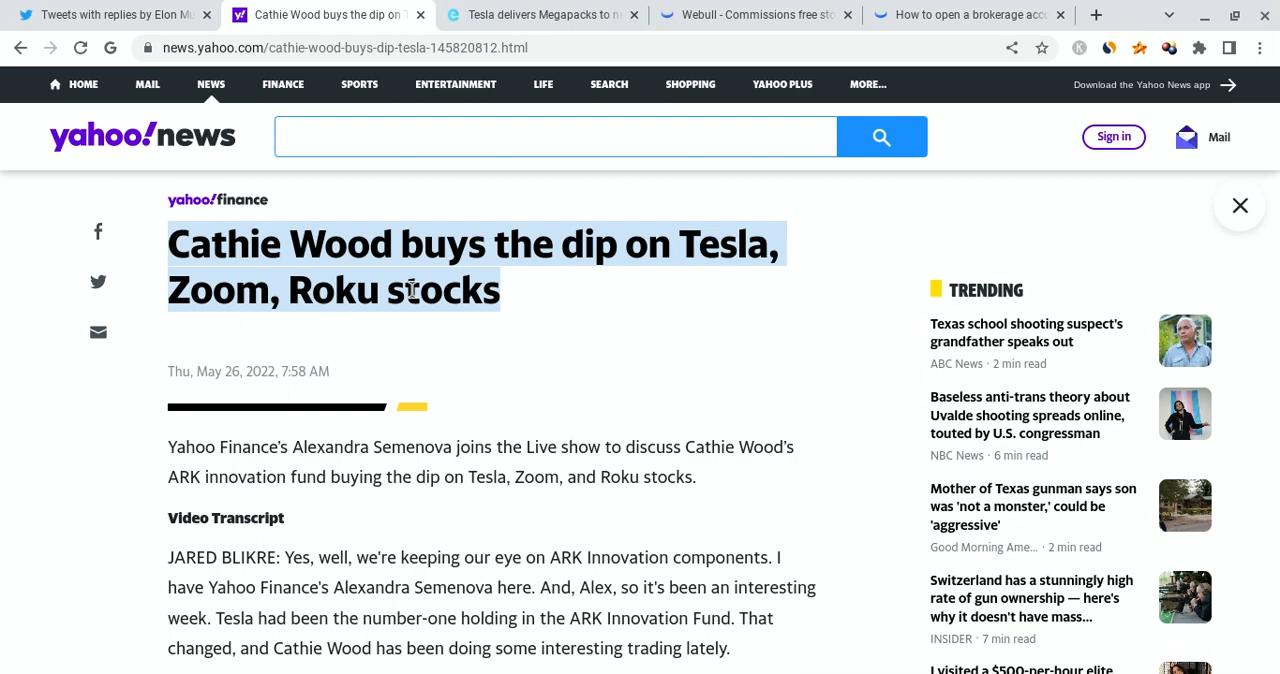 Tweets with replies by Elon Mu
Cathie Wood buys the dip on T
Tesla delivers Megapacks to n
Webull - Commissions free sto
How to open a brokerage acco
news.yahoo.com/cathie-wood-buys-dip-tesla-145820812.html
HOME MAIL NEWS FINANCE SPORTS ENTERTAINMENT LIFE SEARCH SHOPPING YAHOO PLUS MORE... Download the Yahoo News app
yahoo!news
Sign in
Mail
yahoo!finance
Cathie Wood buys the dip on Tesla,
Zoom, Roku stocks
Thu, May 26, 2022, 7:58 AM
Yahoo Finance's Alexandra Semenova joins the Live show to discuss Cathie Wood's
ARK innovation fund buying the dip on Tesla, Zoom, and Roku stocks.
Video Transcript
JARED BLIKRE: Yes, well, we're keeping our eye on ARK Innovation components. I
have Yahoo Finance's Alexandra Semenova here. And, Alex, so it's been an interesting
week. Tesla had been the number-one holding in the ARK Innovation Fund. That
changed, and Cathie Wood has been doing some interesting trading lately.
TRENDING
Texas school shooting suspect's
grandfather speaks out
ABC News · 2 min read
Baseless anti-trans theory about
Uvalde shooting spreads online,
touted by U.S. congressman
NBC News · 6 min read
Mother of Texas gunman says son
was 'not a monster,' could be
'aggressive'
Good Morning Ame... · 2 min read
Switzerland has a stunningly high
rate of gun ownership — here's
why it doesn't have mass...
INSIDER · 7 min read
I visited a $500-per-hour elite